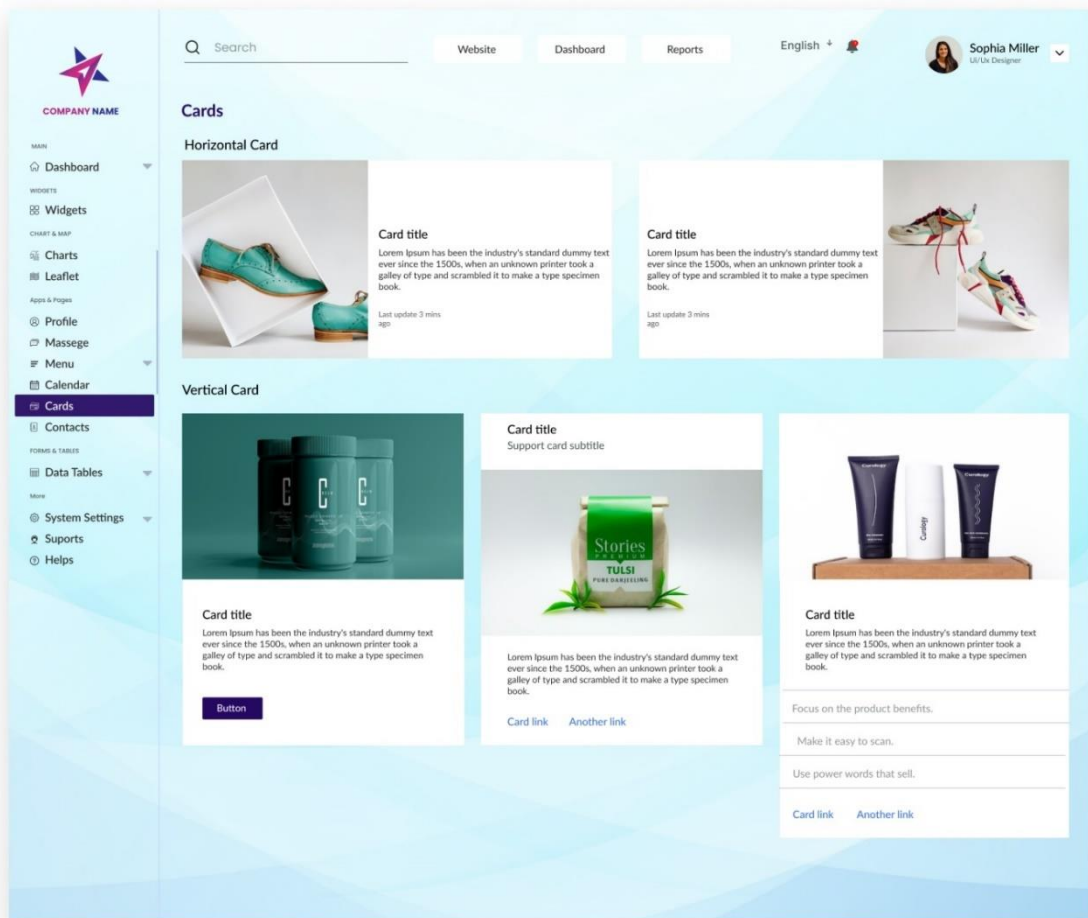 COMPANY NAME
MAIN
Dashboard
WIDGETS
Widgets
CHART & MAP
Charts
Leaflet
Apps & Pages
Profile
Massege
Menu
Calendar
Cards
Contacts
FORMS & TABLES
Data Tables
More
System Settings
Suports
Helps
Search
Website
Dashboard
Reports
English
Sophia Miller
Ui/Ux Designer
Cards
Horizontal Card
Card title
Lorem Ipsum has been the industry's standard dummy text
ever since the 1500s, when an unknown printer took a
galley of type and scrambled it to make a type specimen
book.
Last update 3 mins
ago
Card title
Lorem Ipsum has been the industry's standard dummy text
ever since the 1500s, when an unknown printer took a
galley of type and scrambled it to make a type specimen
book.
Last update 3 mins
ago
Vertical Card
Card title
Lorem Ipsum has been the industry's standard dummy text
ever since the 1500s, when an unknown printer took a
galley of type and scrambled it to make a type specimen
book.
Button
Card title
Support card subtitle
Stories
PREMIUM
TULSI
PURE DARJEELING
Lorem Ipsum has been the industry's standard dummy text
ever since the 1500s, when an unknown printer took a
galley of type and scrambled it to make a type specimen
book.
Card link Another link
Curology
Curology
Curology
Card title
Lorem Ipsum has been the industry's standard dummy text
ever since the 1500s, when an unknown printer took a
galley of type and scrambled it to make a type specimen
book.
Focus on the product benefits.
Make it easy to scan.
Use power words that sell.
Card link Another link